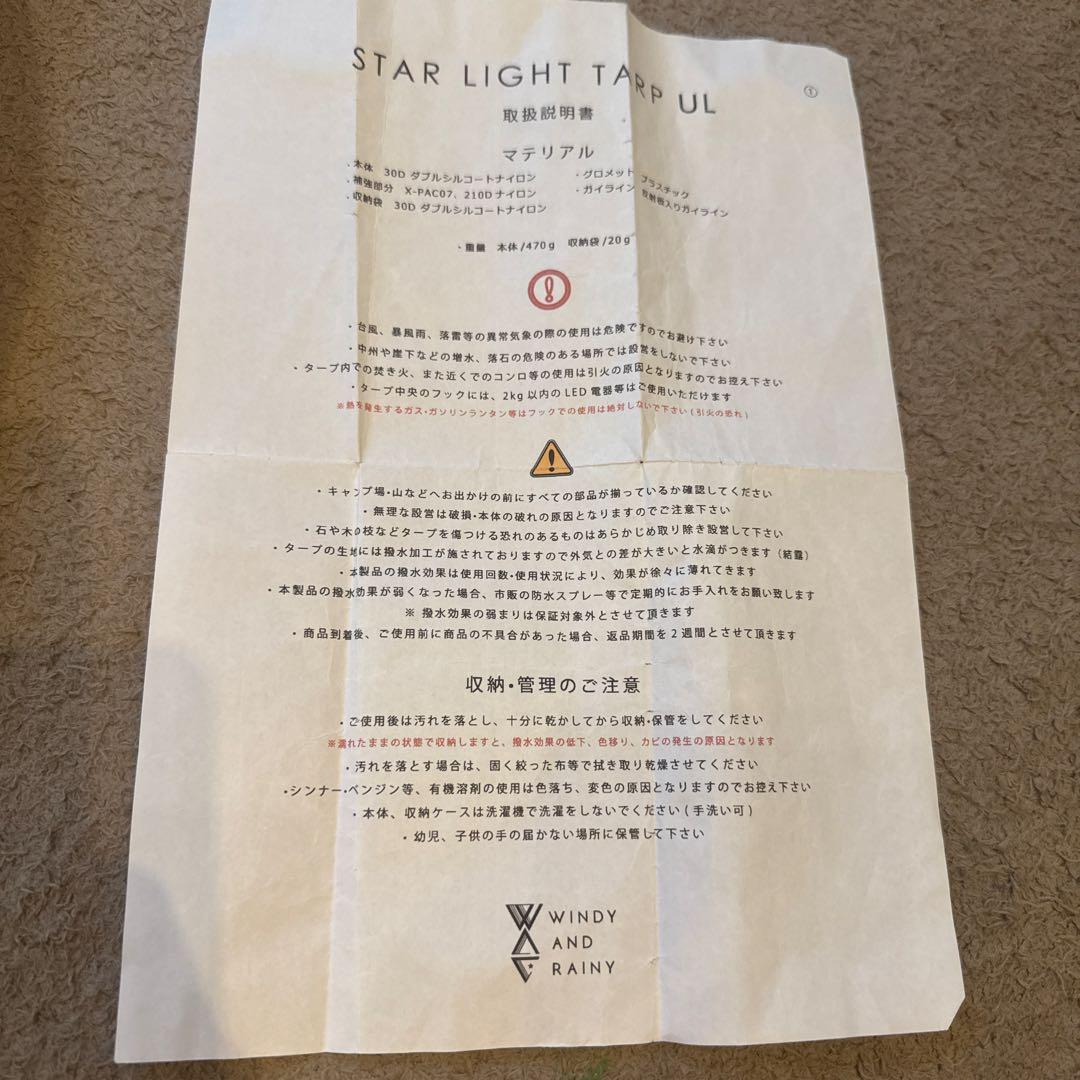 STAR LIGHT TARP UL
①
取扱説明書
マテリアル
・本体 30D ダブルシルコートナイロン ・グロメット プラスチック
・補強部分 X-PAC07、210Dナイロン ・ガイライン 反射板入りガイライン
・収納袋 30D ダブルシルコートナイロン
・重量 本体/470g 収納袋/20g
・台風、暴風雨、落雷等の異常気象の際の使用は危険ですのでお避け下さい
・中州や崖下などの増水、落石の危険のある場所では設営をしないで下さい
・タープ内での焚き火、また近くでのコンロ等の使用は引火の原因となりますのでお控え下さい
・タープ中央のフックには、2kg以内のLED電器等はご使用いただけます
※熱を発生するガス・ガソリンランタン等はフックでの使用は絶対しないで下さい(引火の恐れ)
・キャンプ場・山などへお出かけの前にすべての部品が揃っているか確認してください
・無理な設営は破損・本体の破れの原因となりますのでご注意下さい
・石や木の枝などタープを傷つける恐れのあるものはあらかじめ取り除き設営して下さい
・タープの生地には撥水加工が施されておりますので外気との差が大きいと水滴がつきます(結露)
・本製品の撥水効果は使用回数・使用状況により、効果が徐々に薄れてきます
・本製品の撥水効果が弱くなった場合、市販の防水スプレー等で定期的にお手入れをお願い致します
※ 撥水効果の弱まりは保証対象外とさせて頂きます
・商品到着後、ご使用前に商品の不具合があった場合、返品期間を2週間とさせて頂きます
収納・管理のご注意
・ご使用後は汚れを落とし、十分に乾かしてから収納・保管をしてください
※濡れたままの状態で収納しますと、撥水効果の低下、色移り、カビの発生の原因となります
・汚れを落とす場合は、固く絞った布等で拭き取り乾燥させてください
・シンナー・ベンジン等、有機溶剤の使用は色落ち、変色の原因となりますのでお控え下さい
・本体、収納ケースは洗濯機で洗濯をしないでください(手洗い可)
・幼児、子供の手の届かない場所に保管して下さい
WINDY
AND
RAINY